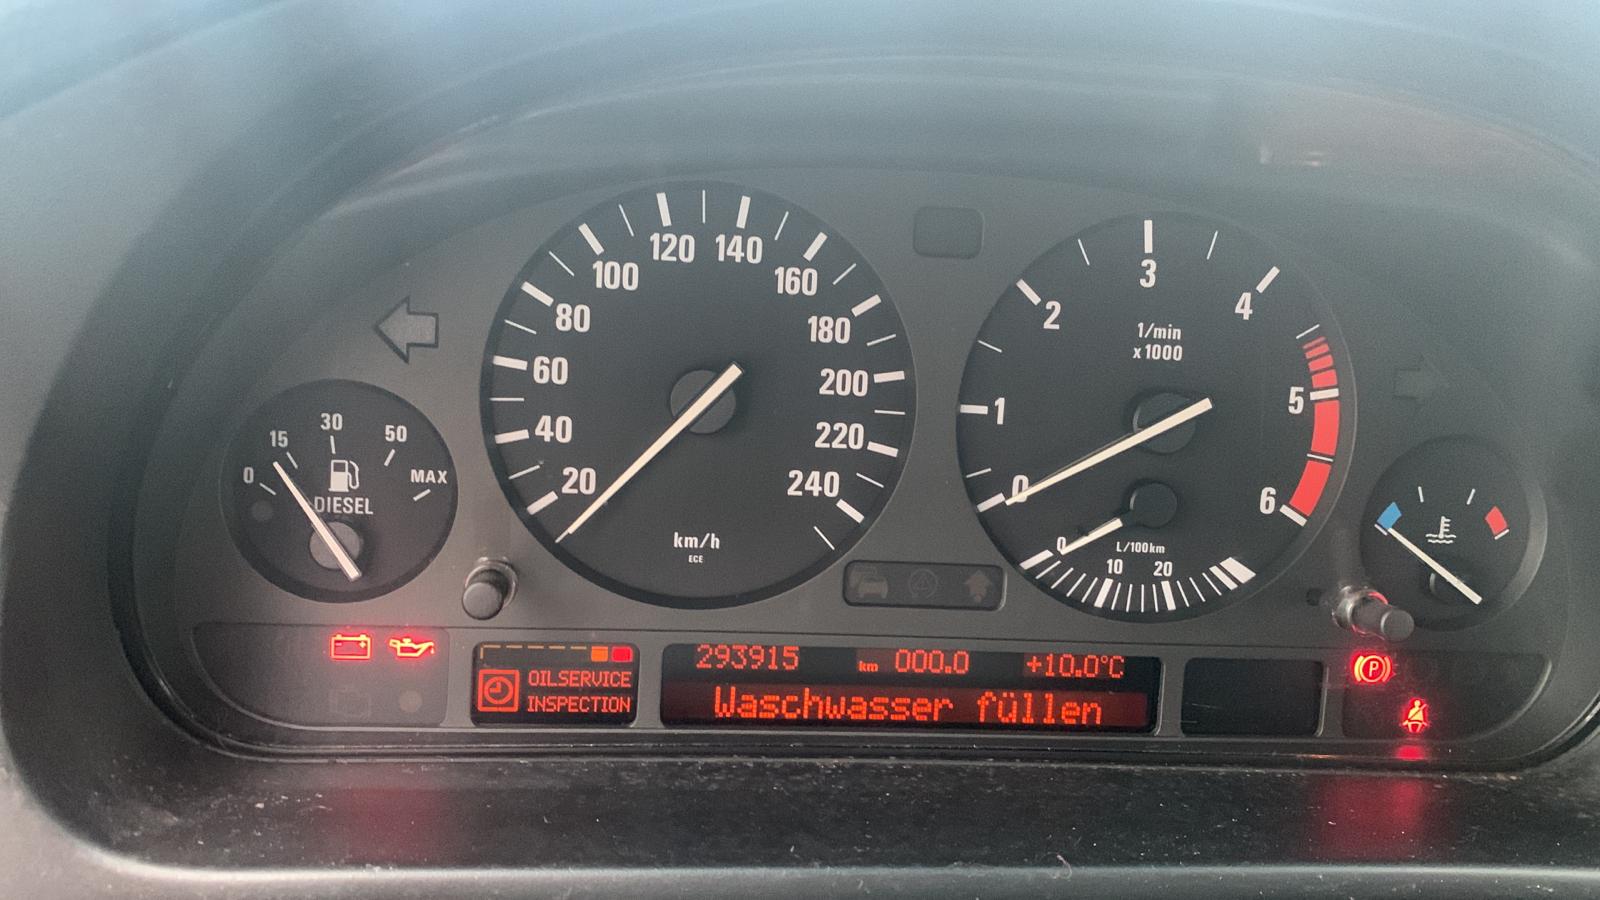 0
15
30
50
MAX
DIESEL
20
40
60
80
100
120
140
160
180
200
220
240
km/h
ECE
0
1
2
3
4
5
6
1/min
x 1000
0
10
20
L/100km
OILSERVICE
INSPECTION
293915 km 000.0 +10.0°C
Waschwasser füllen
P